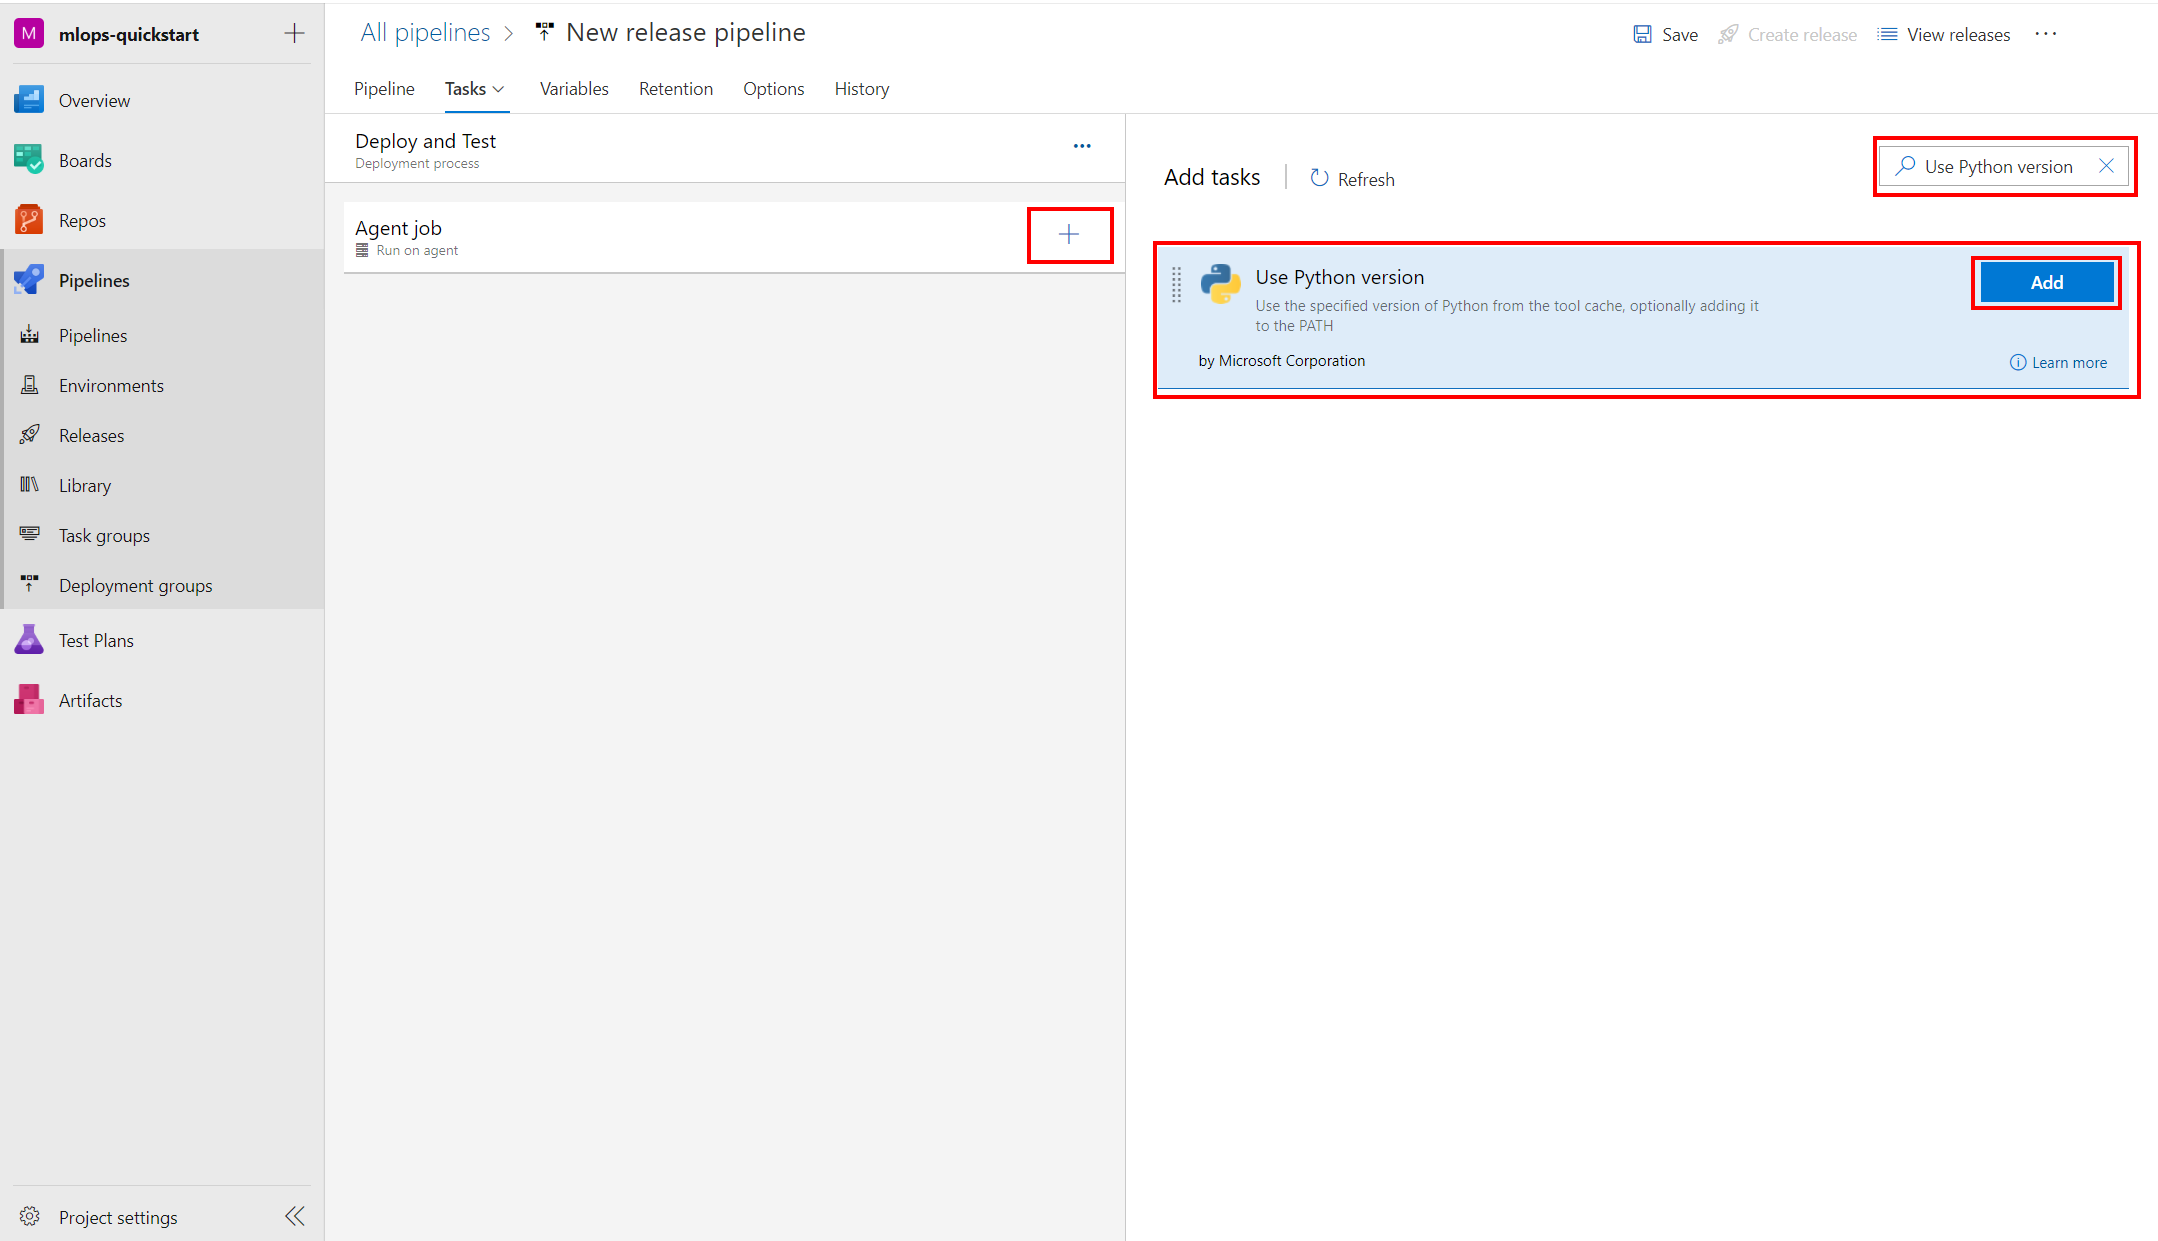 M mlops-quickstart
Overview
Boards
Repos
Pipelines
Pipelines
Environments
Releases
Library
Task groups
Deployment groups
Test Plans
Artifacts
Project settings
All pipelines > New release pipeline
Save Create release View releases ...
Pipeline Tasks Variables Retention Options History
Deploy and Test
Deployment process
Agent job
Run on agent
Add tasks | Refresh
Use Python version
Use Python version
Add
Use the specified version of Python from the tool cache, optionally adding it
to the PATH
by Microsoft Corporation
Learn more